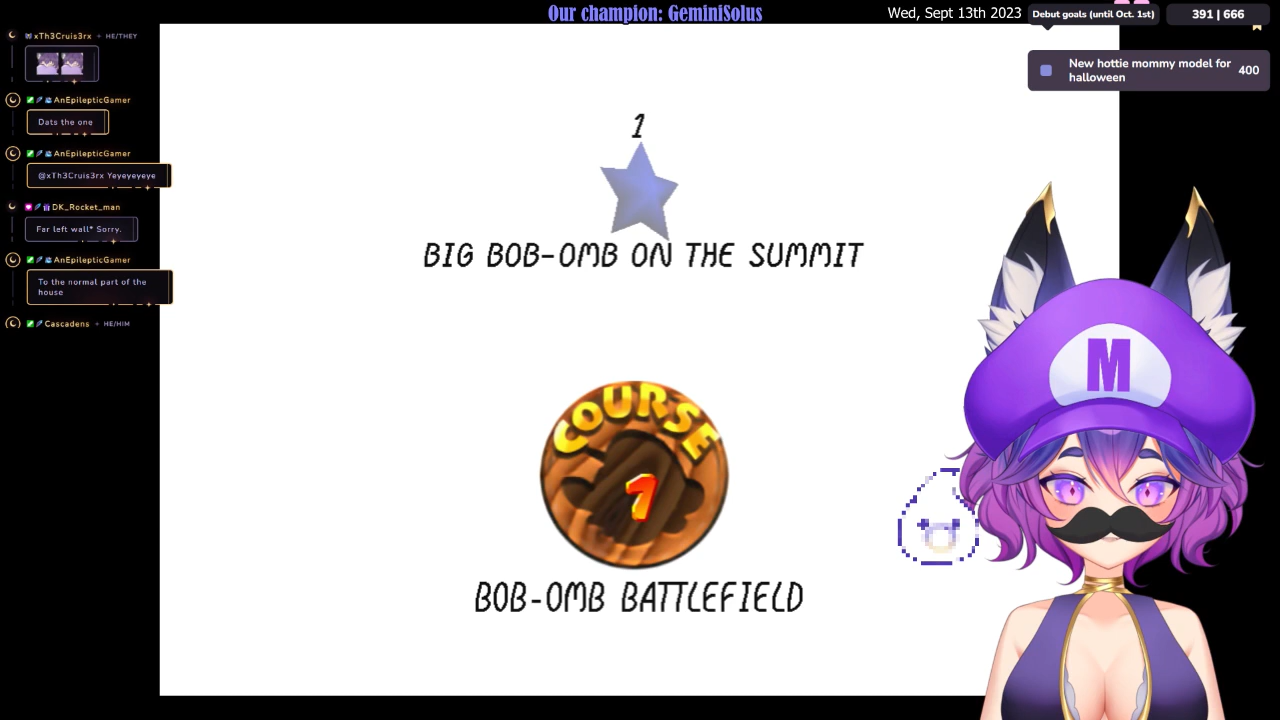 Our champion: GeminiSolus
Wed, Sept 13th 2023
Debut goals (until Oct. 1st)
391 | 666
New hottie mommy model for
halloween
400
xTh3Cruis3rx + HE/THEY
AnEpilepticGamer
Dats the one
AnEpilepticGamer
@xTh3Cruis3rx Yeyeyeyeye
DK_Rocket_man
Far left wall* Sorry.
AnEpilepticGamer
To the normal part of the
house
Cascadens + HE/HIM
1
BIG BOB-OMB ON THE SUMMIT
COURSE
1
BOB-OMB BATTLEFIELD
M